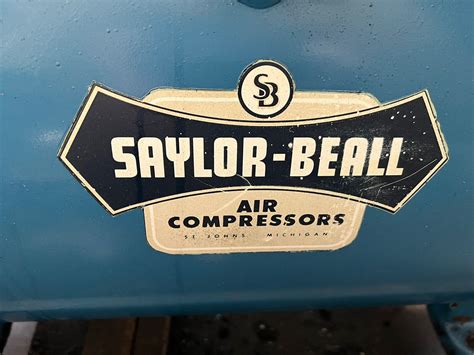 SB
SAYLOR-BEALL
AIR
COMPRESSORS
ST. JOHNS MICHIGAN